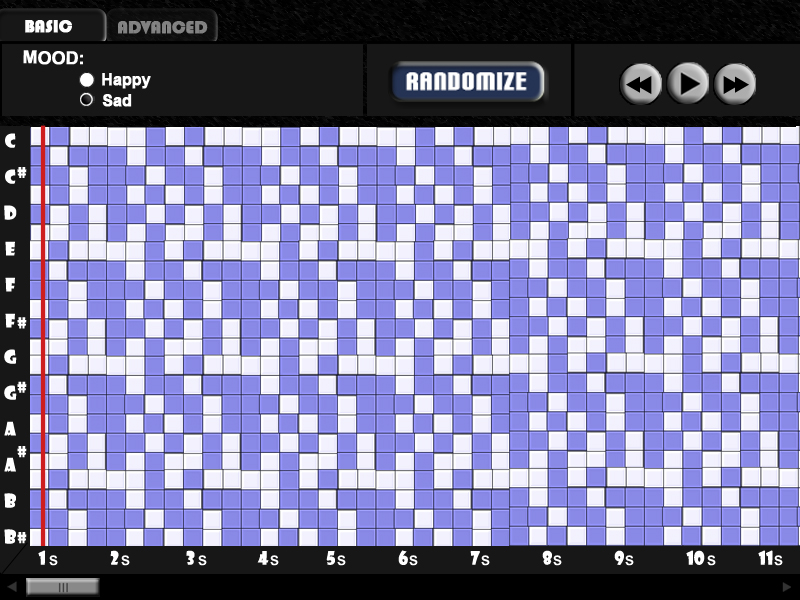 BASIC ADVANCED
MOOD:
Happy
Sad
RANDOMIZE
C
C#
D
E
F
F#
G
G#
A
A#
B
B#
1s 2s 3s 4s 5s 6s 7s 8s 9s 10s 11s